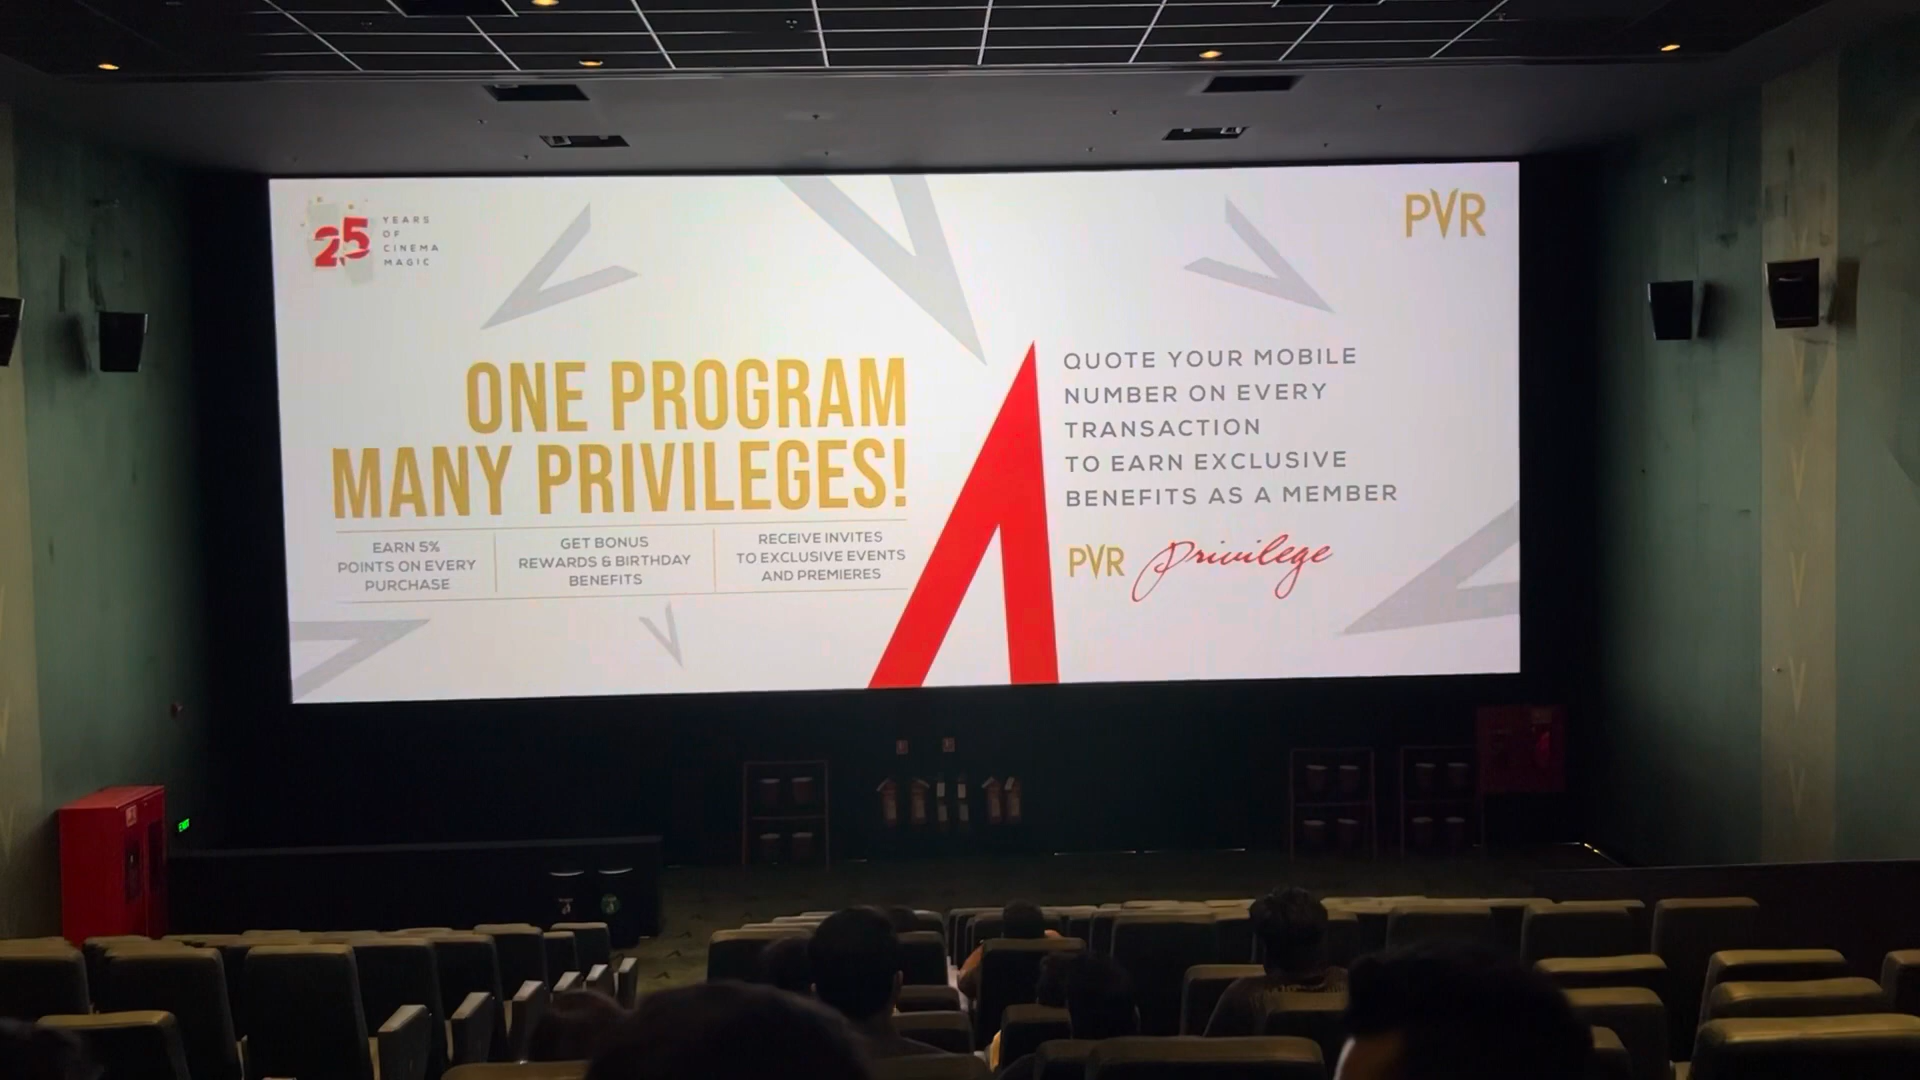 25
YEARS
OF
CINEMA
MAGIC
PVR
ONE PROGRAM
MANY PRIVILEGES!
EARN 5%
POINTS ON EVERY
PURCHASE
GET BONUS
REWARDS & BIRTHDAY
BENEFITS
RECEIVE INVITES
TO EXCLUSIVE EVENTS
AND PREMIERES
QUOTE YOUR MOBILE
NUMBER ON EVERY
TRANSACTION
TO EARN EXCLUSIVE
BENEFITS AS A MEMBER
PVR Privilege
EXIT